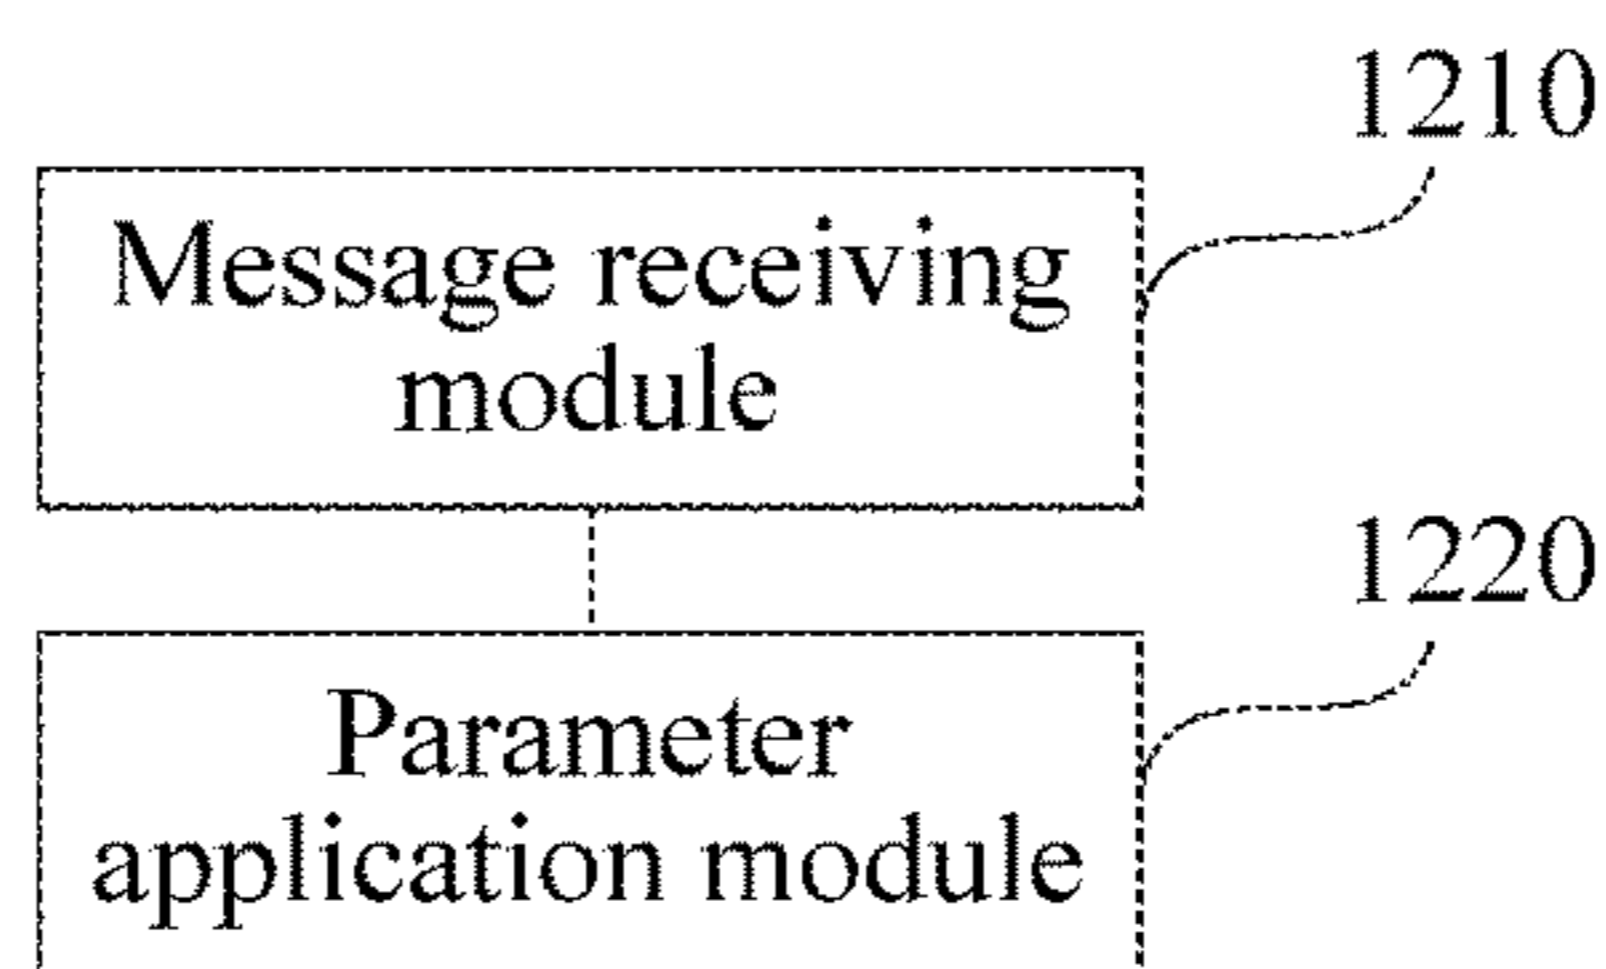 1210
Message receiving
module
1220
Parameter
application module